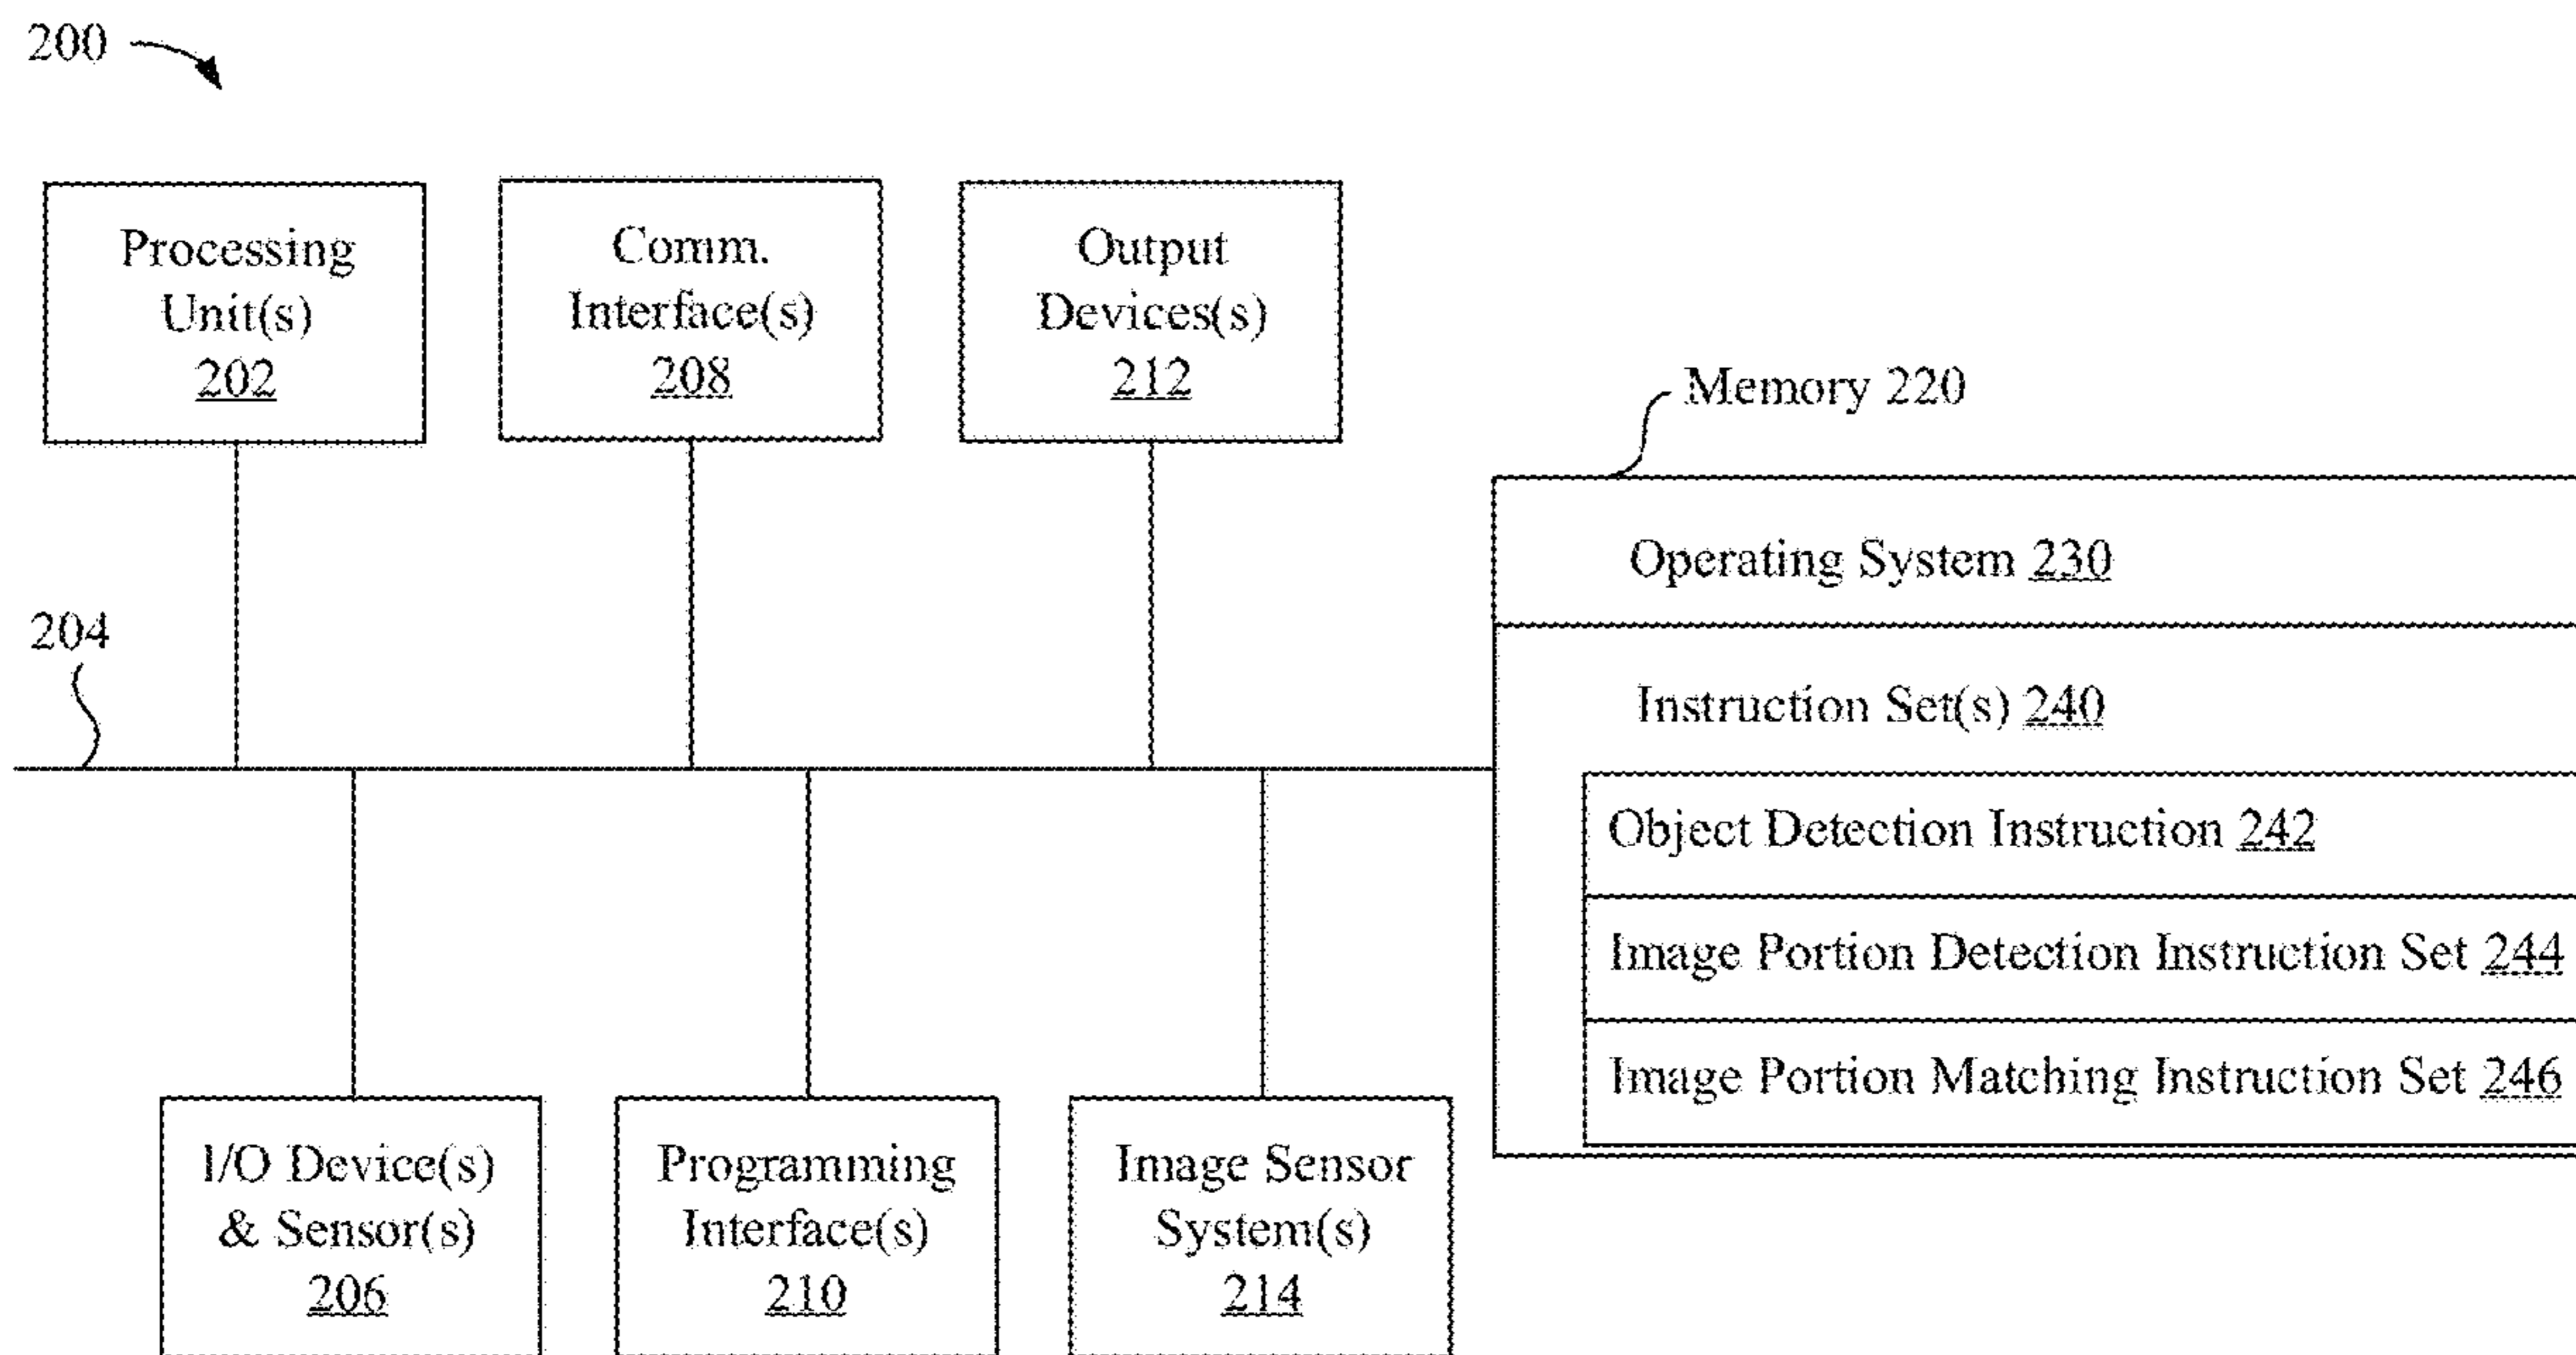 200
Processing
Unit(s)
202
Comm.
Interface(s)
208
Output
Devices(s)
212
Memory 220
Operating System 230
204
Instruction Set(s) 240
Object Detection Instruction 242
Image Portion Detection Instruction Set 244
Image Portion Matching Instruction Set 246
I/O Device(s)
& Sensor(s)
206
Programming
Interface(s)
210
Image Sensor
System(s)
214